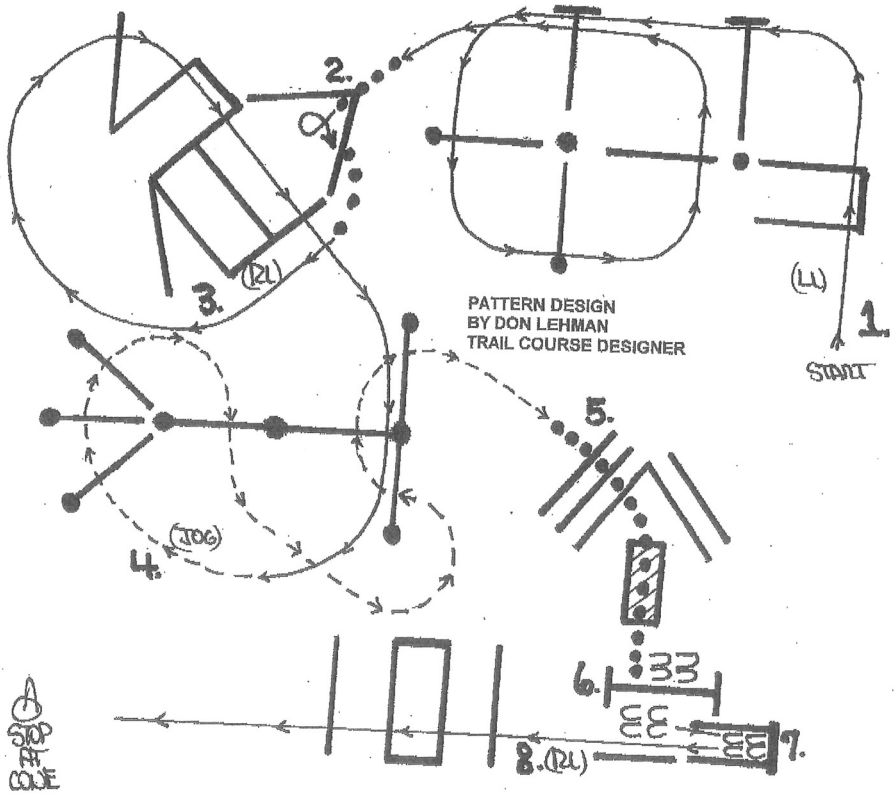 2.
(LL)
1.
START
3.
(RL)
PATTERN DESIGN
BY DON LEHMAN
TRAIL COURSE DESIGNER
5.
(JOG)
4.
6.
7.
8. (RL)
STOP
AT
CONE